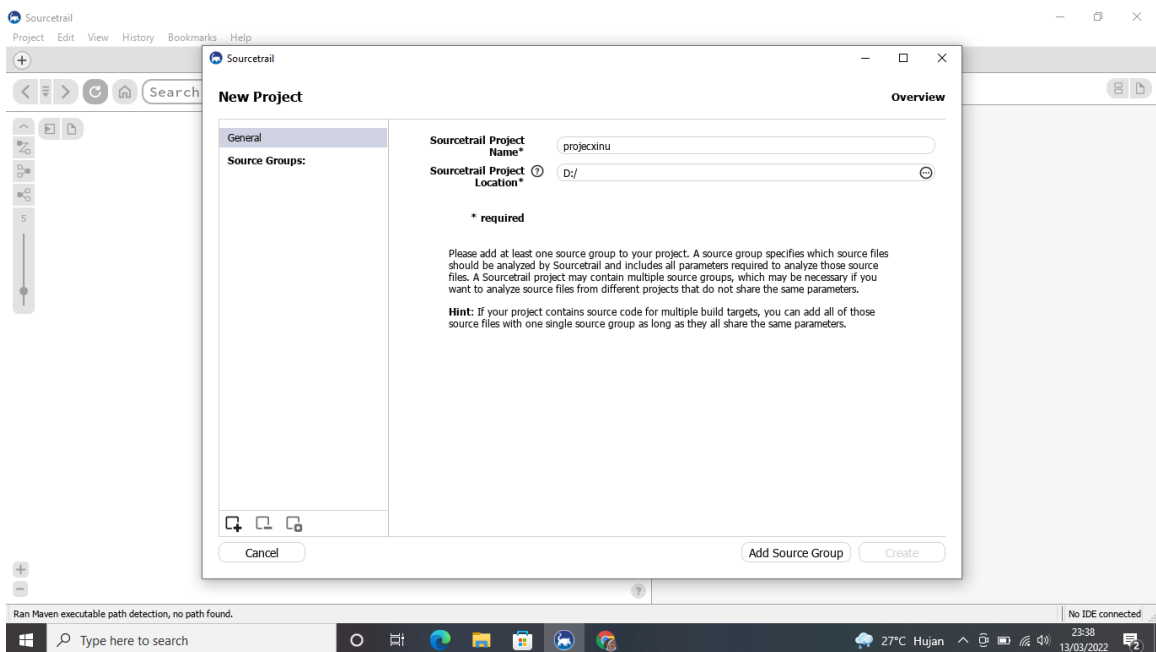 Sourcetrail
Project Edit View History Bookmarks Help
Sourcetrail
Search
New Project
Overview
General
Source Groups:
Sourcetrail Project
Name*
projecxinu
Sourcetrail Project
Location*
D:/
* required
Please add at least one source group to your project. A source group specifies which source files
should be analyzed by Sourcetrail and includes all parameters required to analyze those source
files. A Sourcetrail project may contain multiple source groups, which may be necessary if you
want to analyze source files from different projects that do not share the same parameters.
Hint: If your project contains source code for multiple build targets, you can add all of those
source files with one single source group as long as they all share the same parameters.
5
Cancel
Add Source Group
Create
?
Ran Maven executable path detection, no path found.
No IDE connected
Type here to search
27°C Hujan
23:38
13/03/2022
2